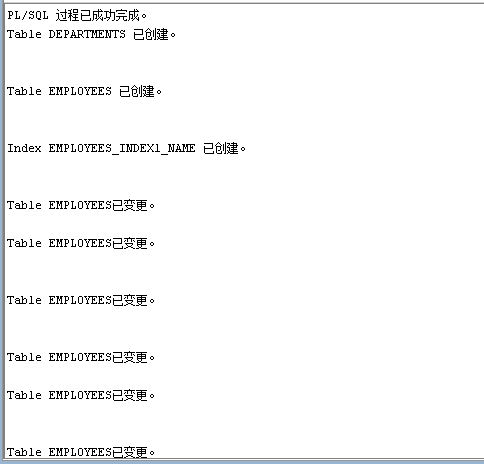 PL/SQL 过程已成功完成。
Table DEPARTMENTS 已创建。
Table EMPLOYEES 已创建。
Index EMPLOYEES_INDEX1_NAME 已创建。
Table EMPLOYEES已变更。
Table EMPLOYEES已变更。
Table EMPLOYEES已变更。
Table EMPLOYEES已变更。
Table EMPLOYEES已变更。
Table EMPLOYEES已变更。